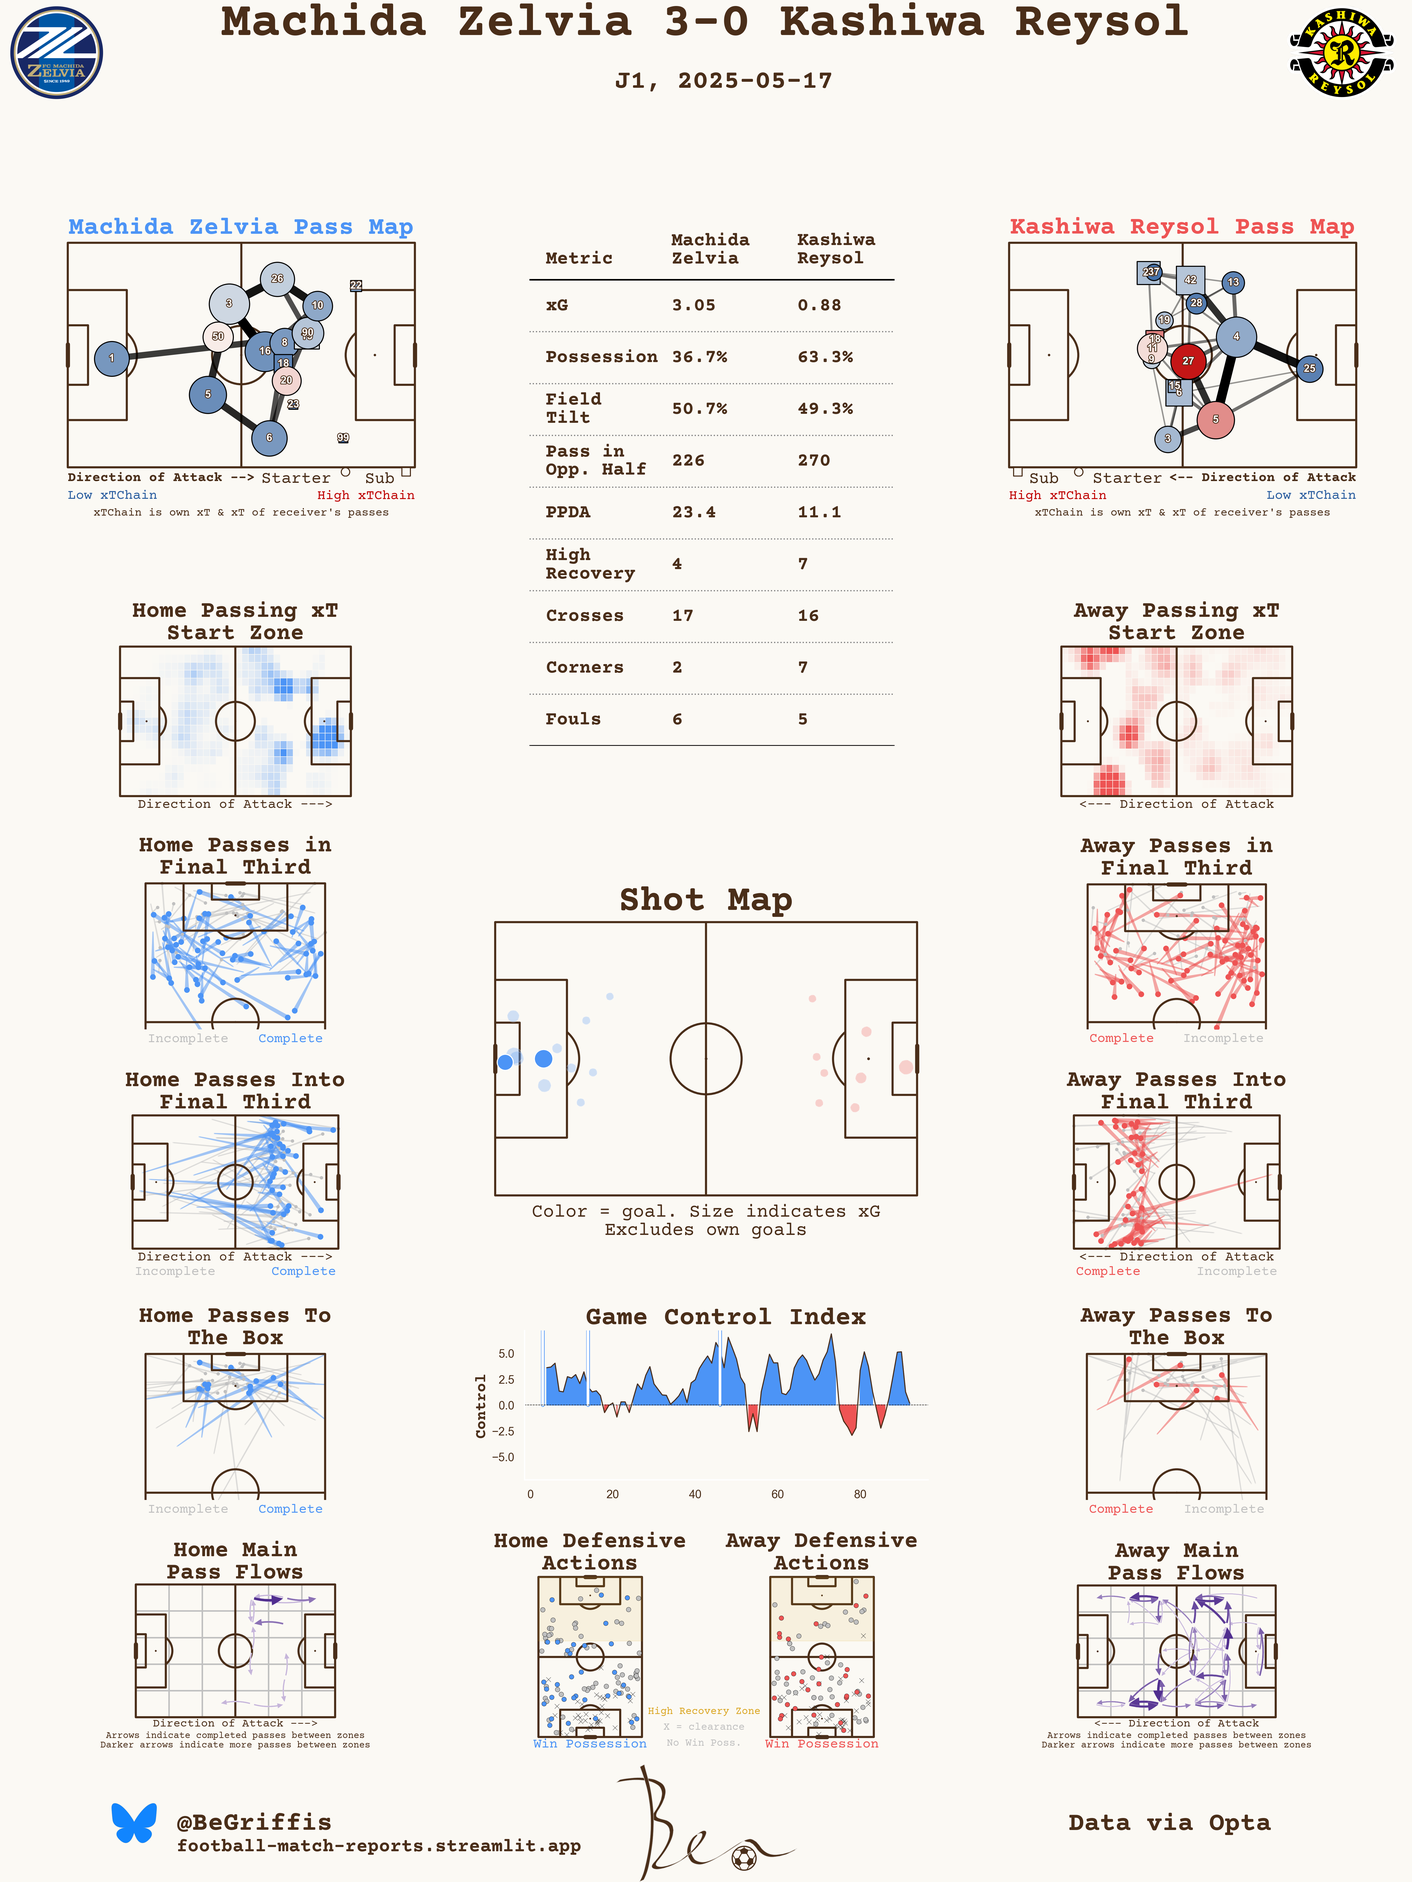 Machida Zelvia 3-0 Kashiwa Reysol
J1, 2025-05-17
FC MACHIDA
ZELVIA
SINCE 1989
KASHIWA
R
REYSOL
Machida Zelvia Pass Map
1
3
26
10
22
50
16
8
90
18
20
5
23
6
99
Direction of Attack --> Starter Sub
Low xTChain High xTChain
xTChain is own xT & xT of receiver's passes
Metric Machida Zelvia Kashiwa Reysol
xG 3.05 0.88
Possession 36.7% 63.3%
Field Tilt 50.7% 49.3%
Pass in Opp. Half 226 270
PPDA 23.4 11.1
High Recovery 4 7
Crosses 17 16
Corners 2 7
Fouls 6 5
Kashiwa Reysol Pass Map
42
13
28
19
4
18
11
9
27
25
15
6
5
3
Sub Starter <-- Direction of Attack
High xTChain Low xTChain
xTChain is own xT & xT of receiver's passes
Home Passing xT
Start Zone
Direction of Attack --->
Away Passing xT
Start Zone
<--- Direction of Attack
Home Passes in
Final Third
Incomplete Complete
Away Passes in
Final Third
Complete Incomplete
Shot Map
Color = goal. Size indicates xG
Excludes own goals
Home Passes Into
Final Third
Direction of Attack --->
Incomplete Complete
Away Passes Into
Final Third
<--- Direction of Attack
Complete Incomplete
Home Passes To
The Box
Incomplete Complete
Game Control Index
Control
5.0
2.5
0.0
−2.5
−5.0
0 20 40 60 80
Away Passes To
The Box
Complete Incomplete
Home Main
Pass Flows
Direction of Attack --->
Arrows indicate completed passes between zones
Darker arrows indicate more passes between zones
Home Defensive
Actions
Win Possession
High Recovery Zone
X = clearance
No Win Poss.
Away Defensive
Actions
Win Possession
Away Main
Pass Flows
<--- Direction of Attack
Arrows indicate completed passes between zones
Darker arrows indicate more passes between zones
@BeGriffis
football-match-reports.streamlit.app
Ben
Data via Opta